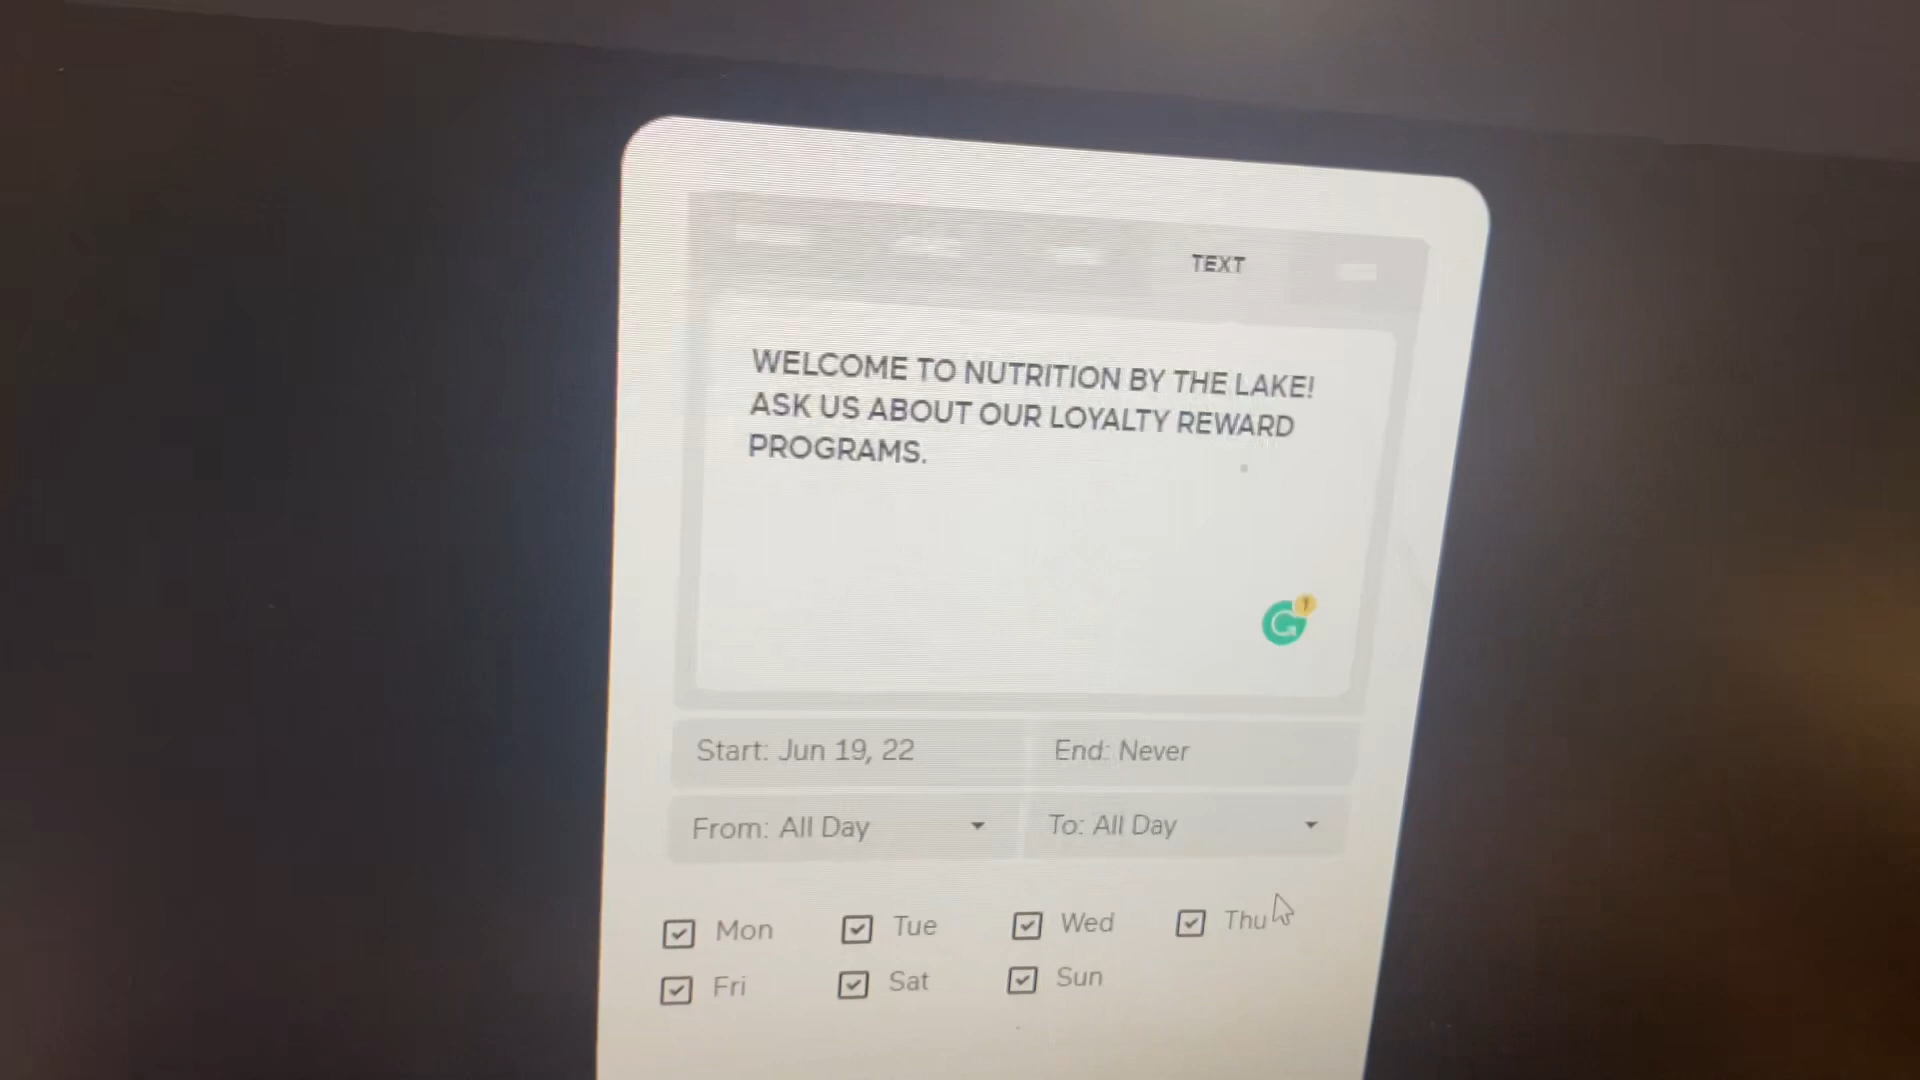 TEXT
WELCOME TO NUTRITION BY THE LAKE!
ASK US ABOUT OUR LOYALTY REWARD
PROGRAMS.
Start: Jun 19, 22 End: Never
From: All Day To: All Day
Mon Tue Wed Thu
Fri Sat Sun